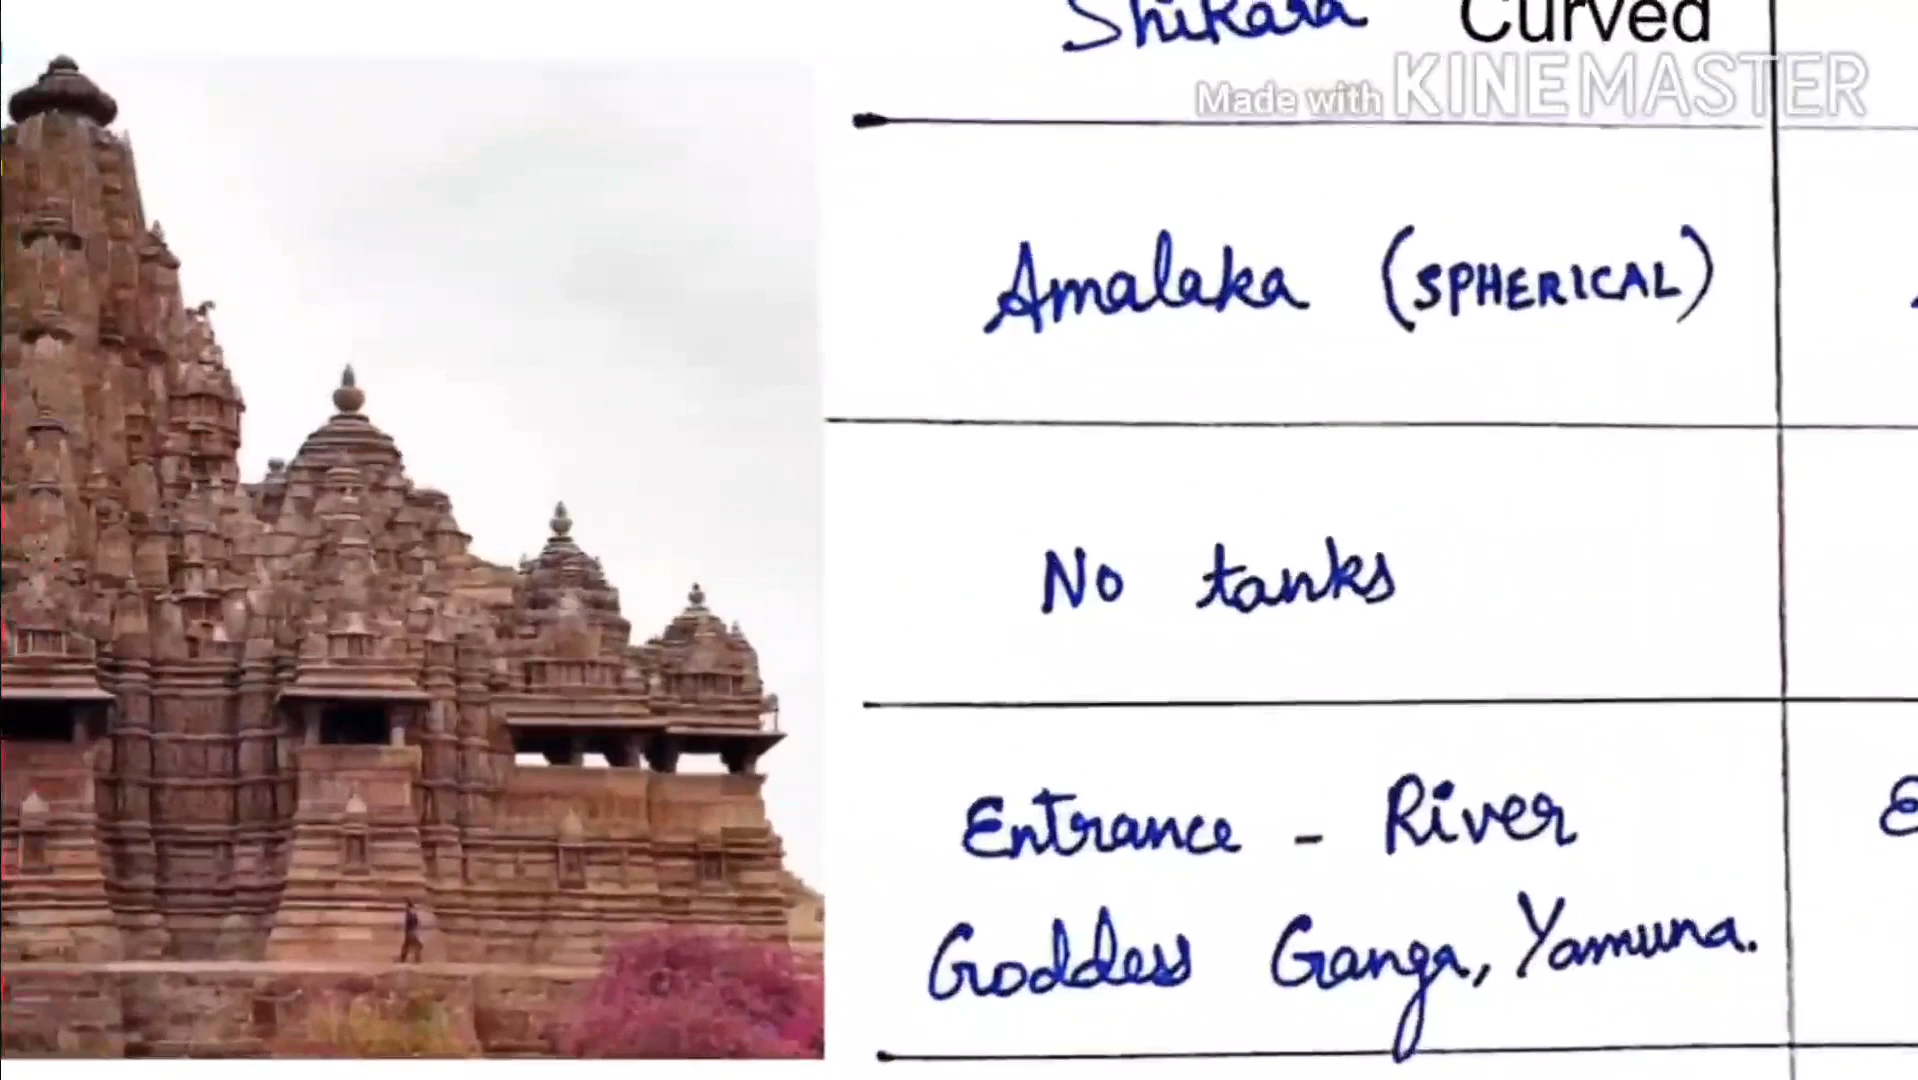 Shikara Curved
Made with KINEMASTER
Amalaka (SPHERICAL)
No tanks
Entrance - River
Goddess Ganga, Yamuna.